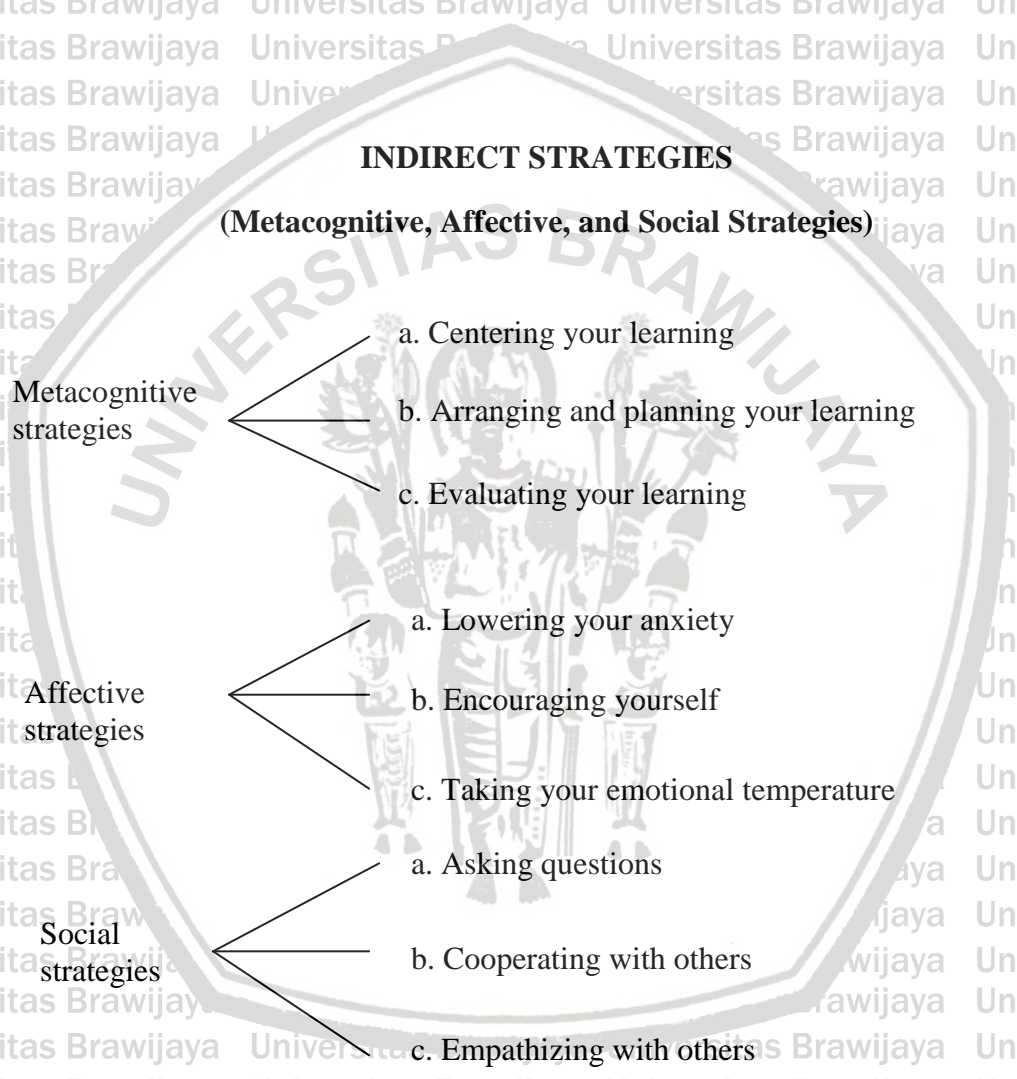 INDIRECT STRATEGIES
(Metacognitive, Affective, and Social Strategies)
Metacognitive
strategies
a. Centering your learning
b. Arranging and planning your learning
c. Evaluating your learning
Affective
strategies
a. Lowering your anxiety
b. Encouraging yourself
c. Taking your emotional temperature
Social
strategies
a. Asking questions
b. Cooperating with others
c. Empathizing with others
UNIVERSITAS BRAWIJAYA